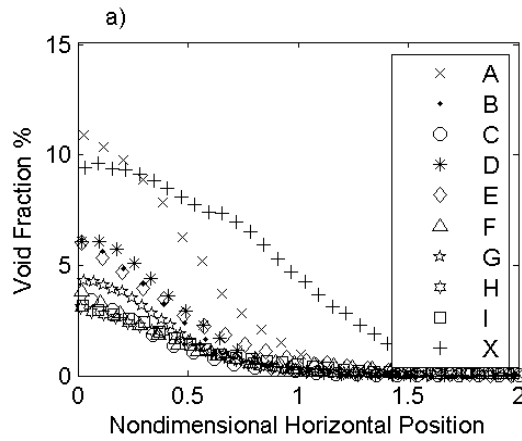 a)
15
10
5
0
Void Fraction %
A
B
C
D
E
F
G
H
I
X
0 0.5 1 1.5 2
Nondimensional Horizontal Position